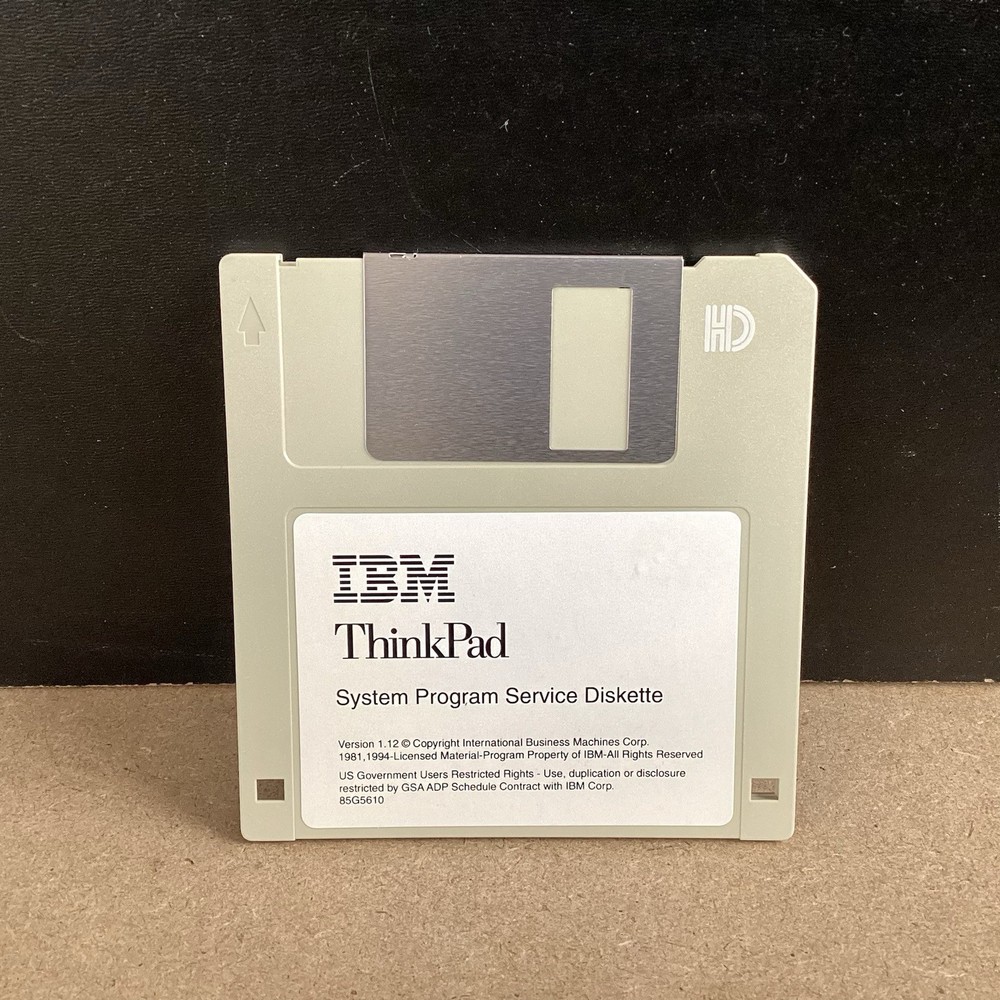 HD
IBM
ThinkPad
System Program Service Diskette
Version 1.12 © Copyright International Business Machines Corp.
1981,1994-Licensed Material-Program Property of IBM-All Rights Reserved
US Government Users Restricted Rights - Use, duplication or disclosure
restricted by GSA ADP Schedule Contract with IBM Corp.
85G5610